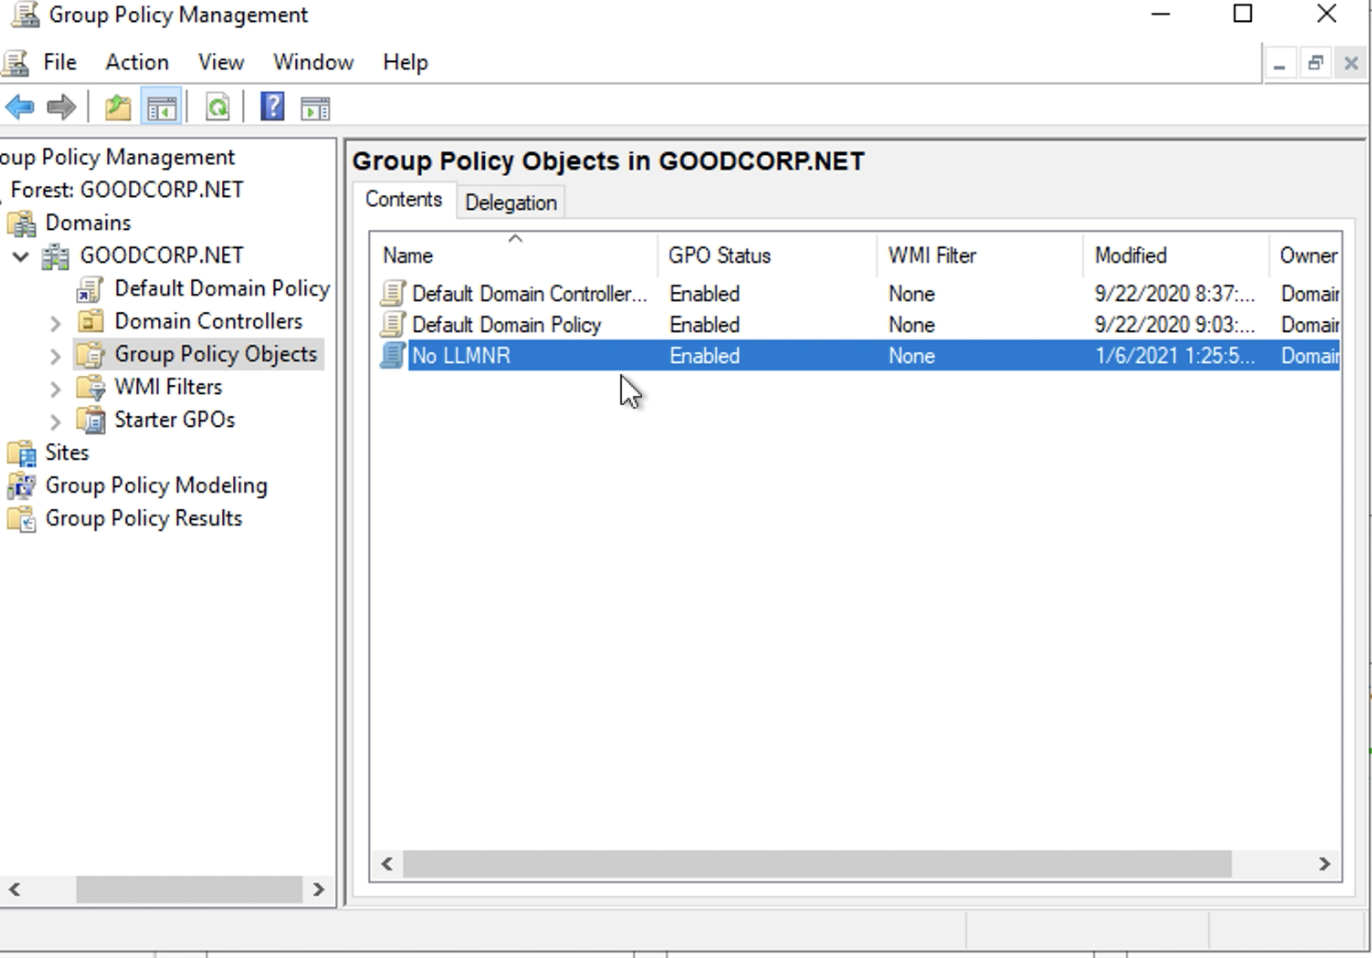 Group Policy Management
File Action View Window Help
oup Policy Management
Forest: GOODCORP.NET
Domains
GOODCORP.NET
Default Domain Policy
Domain Controllers
Group Policy Objects
WMI Filters
Starter GPOs
Sites
Group Policy Modeling
Group Policy Results
Group Policy Objects in GOODCORP.NET
Contents Delegation
Name GPO Status WMI Filter Modified Owner
Default Domain Controller... Enabled None 9/22/2020 8:37:... Domair
Default Domain Policy Enabled None 9/22/2020 9:03:... Domair
No LLMNR Enabled None 1/6/2021 1:25:5... Domair